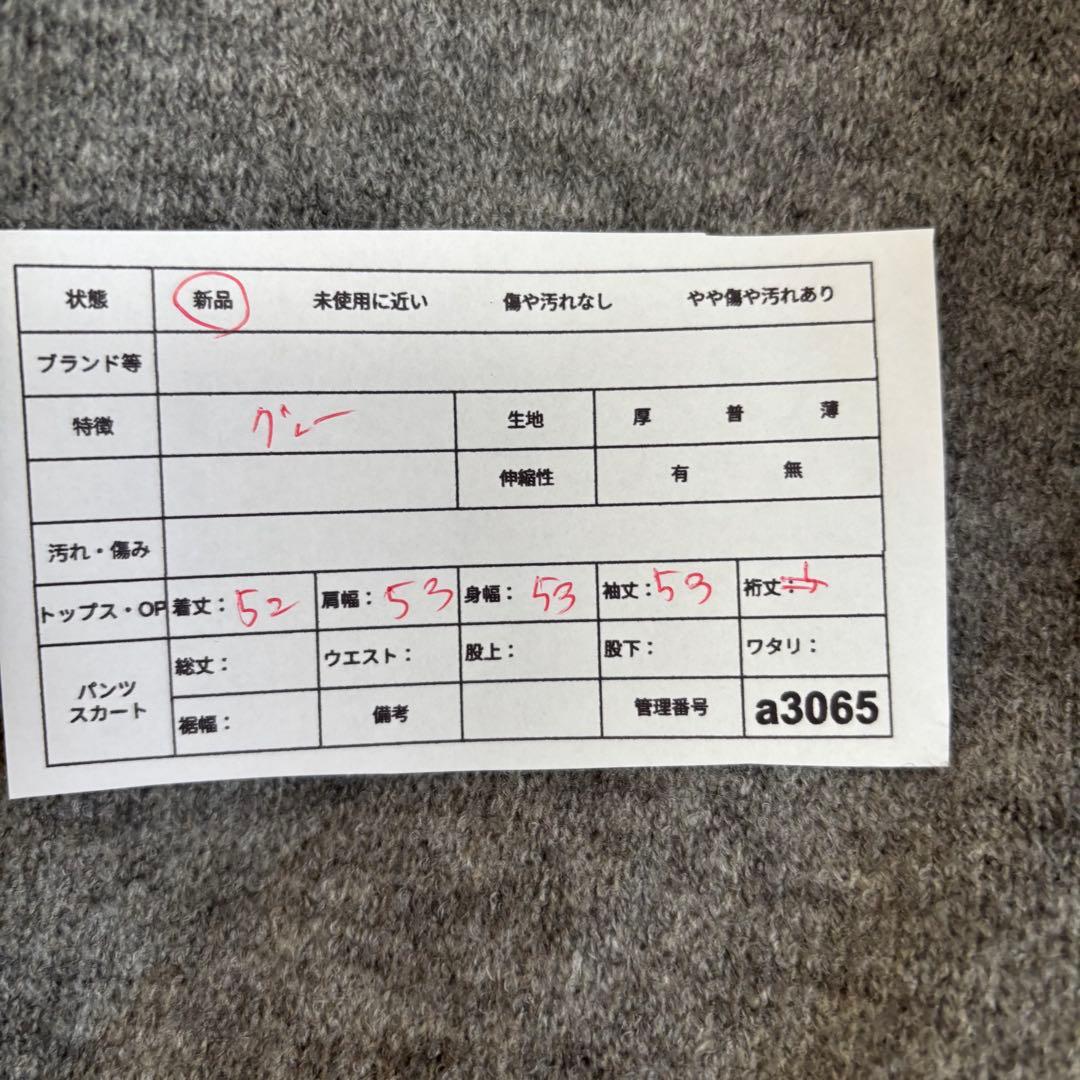 状態 新品 未使用に近い 傷や汚れなし やや傷や汚れあり
ブランド等
特徴 グレー 生地 厚 普 薄
伸縮性 有 無
汚れ・傷み
トップス・OP 着丈：52 肩幅：53 身幅：53 袖丈：53 裄丈：
パンツ スカート 総丈： ウエスト： 股上： 股下： ワタリ：
裾幅： 備考 管理番号 a3065